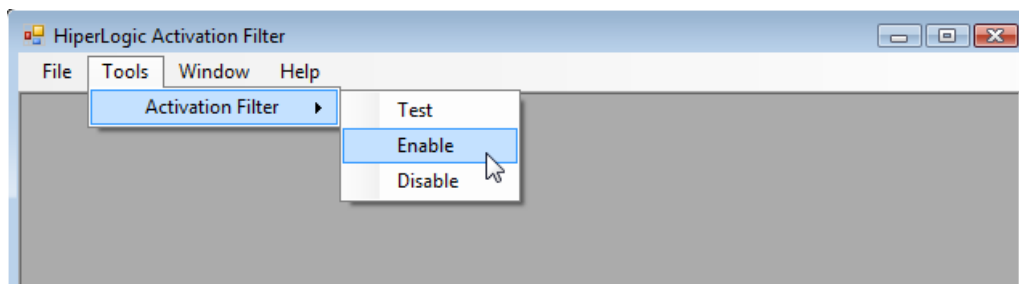 HiperLogic Activation Filter
File Tools Window Help
Activation Filter
Test
Enable
Disable